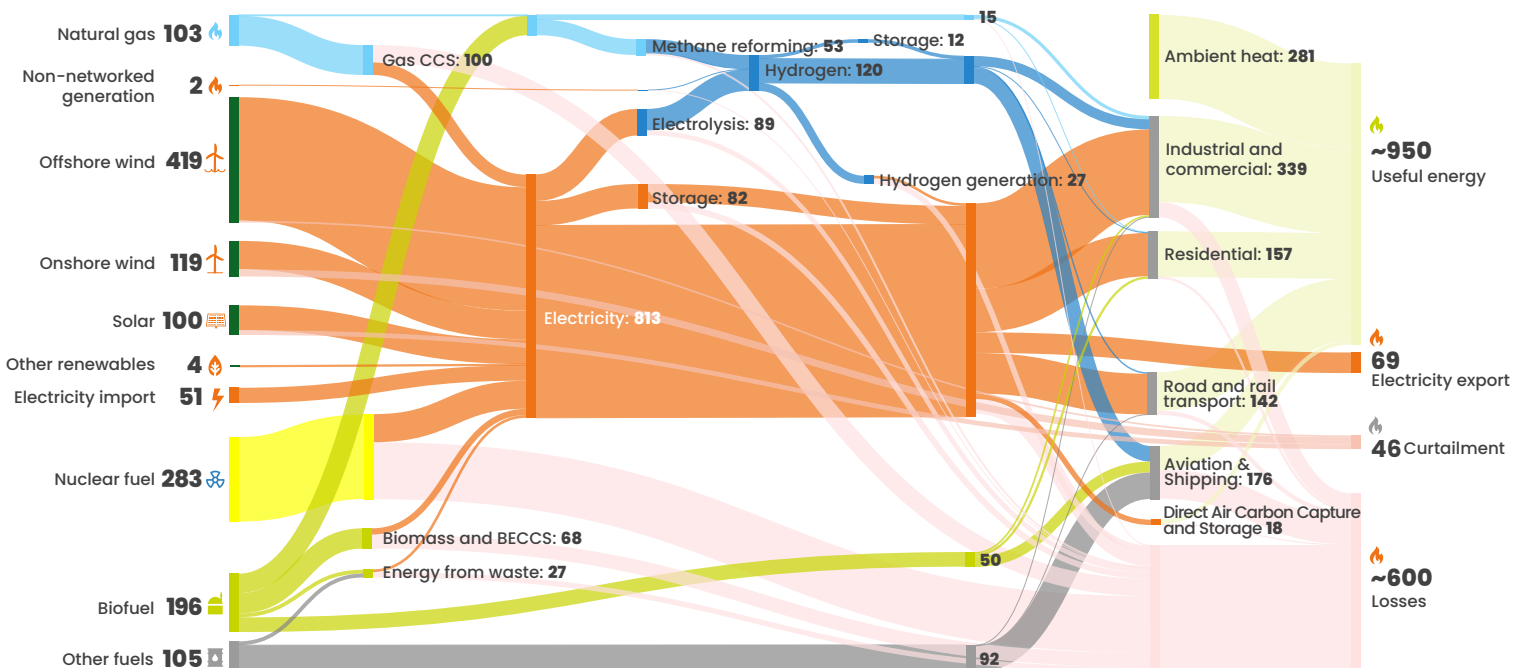 Natural gas 103
Non-networked
generation 2
Offshore wind 419
Onshore wind 119
Solar 100
Other renewables 4
Electricity import 51
Nuclear fuel 283
Biofuel 196
Other fuels 105
Gas CCS: 100
Biomass and BECCS: 68
Energy from waste: 27
Electricity: 813
Methane reforming: 53
Storage: 12
Hydrogen: 120
Electrolysis: 89
Storage: 82
Hydrogen generation: 27
15
50
92
Ambient heat: 281
Industrial and
commercial: 339
Residential: 157
Road and rail
transport: 142
Aviation &
Shipping: 176
Direct Air Carbon Capture
and Storage 18
~950
Useful energy
69
Electricity export
46 Curtailment
~600
Losses